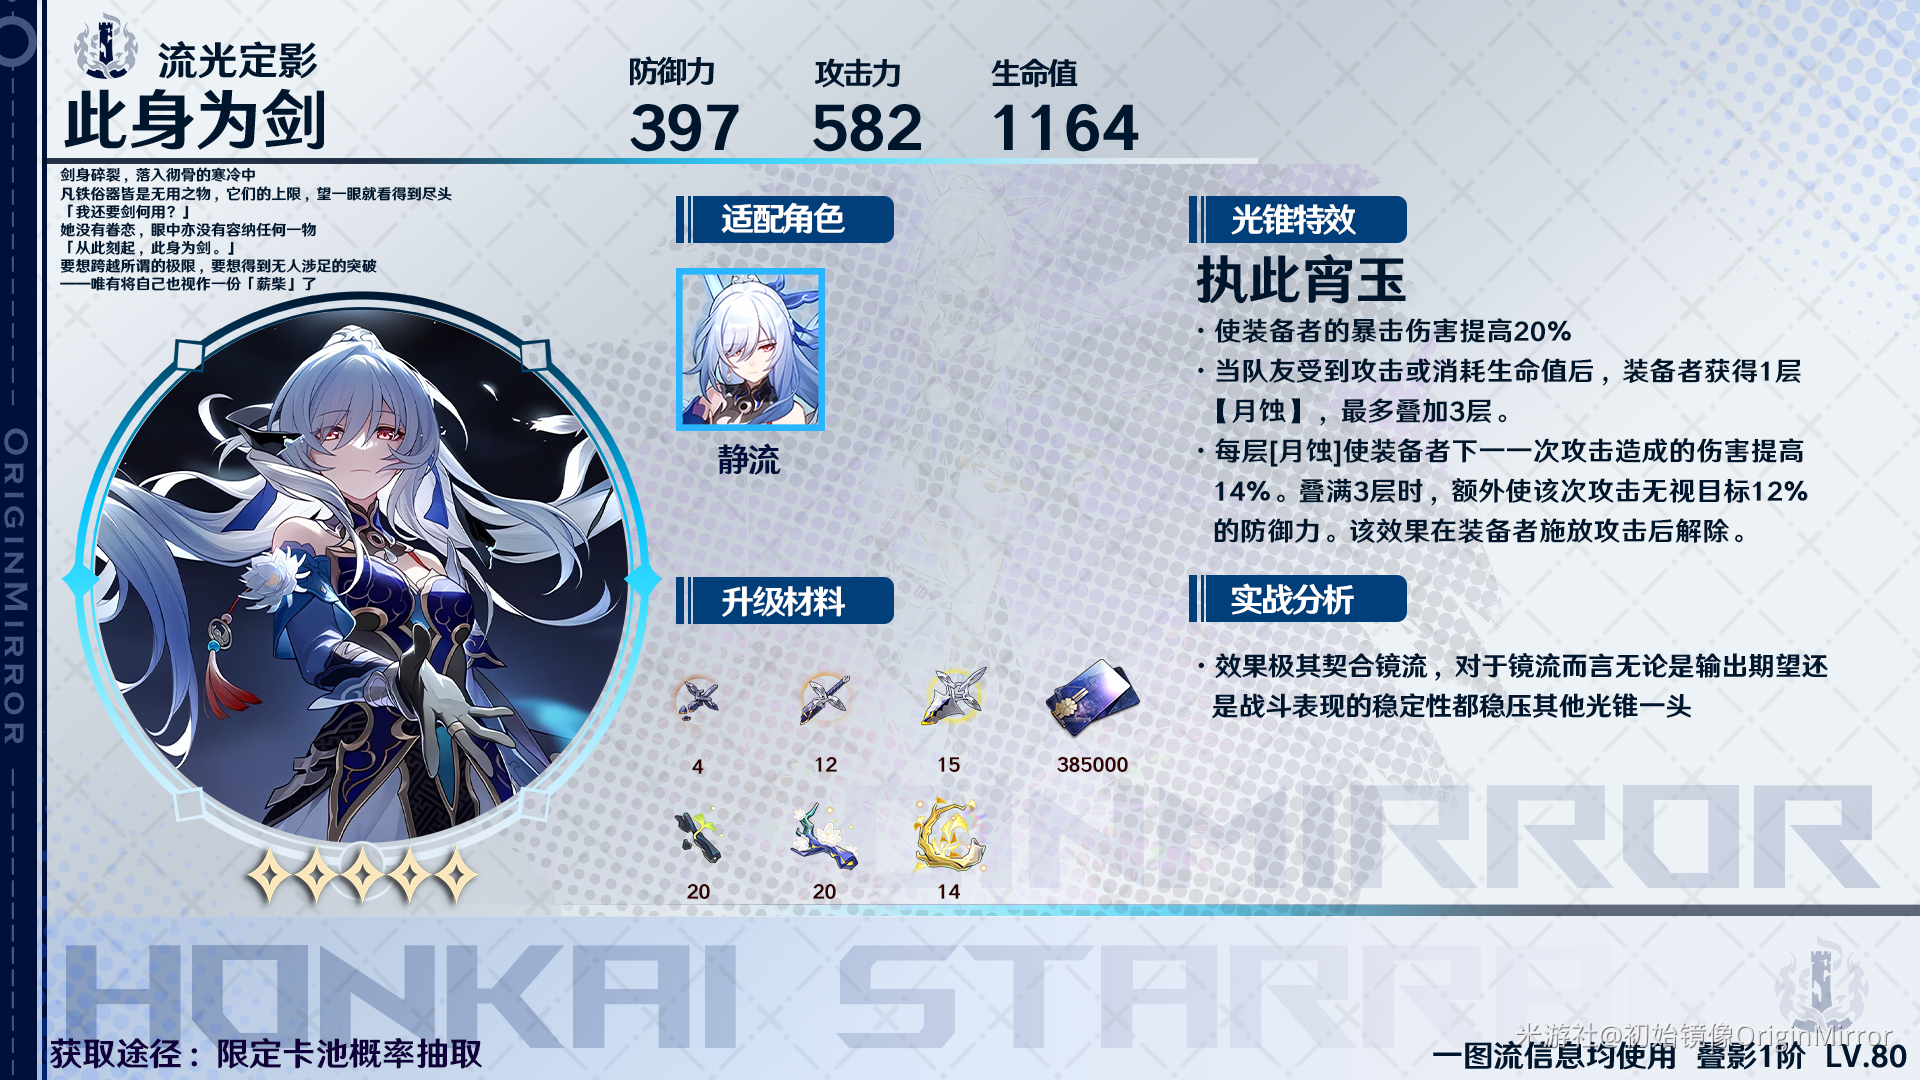 流光定影
此身为剑
防御力
397
攻击力
582
生命值
1164
剑身碎裂，落入彻骨的寒冷中
凡铁俗器皆是无用之物，它们的上限，望一眼就看得到尽头
「我还要剑何用？」
她没有眷恋，眼中亦没有容纳任何一物
「从此刻起，此身为剑。」
要想跨越所谓的极限，要想得到无人涉足的突破
——唯有将自己也视作一份「薪柴」了
适配角色
静流
升级材料
4
12
15
385000
20
20
14
光锥特效
执此宵玉
· 使装备者的暴击伤害提高20%
· 当队友受到攻击或消耗生命值后，装备者获得1层
【月蚀】，最多叠加3层。
· 每层[月蚀]使装备者下一一次攻击造成的伤害提高
14%。叠满3层时，额外使该次攻击无视目标12%
的防御力。该效果在装备者施放攻击后解除。
实战分析
· 效果极其契合镜流，对于镜流而言无论是输出期望还
是战斗表现的稳定性都稳压其他光锥一头
ORIGINMIRROR
HONKAI STARRAIL
获取途径：限定卡池概率抽取
米游社@初始镜像OriginMirror
一图流信息均使用 叠影1阶 LV.80